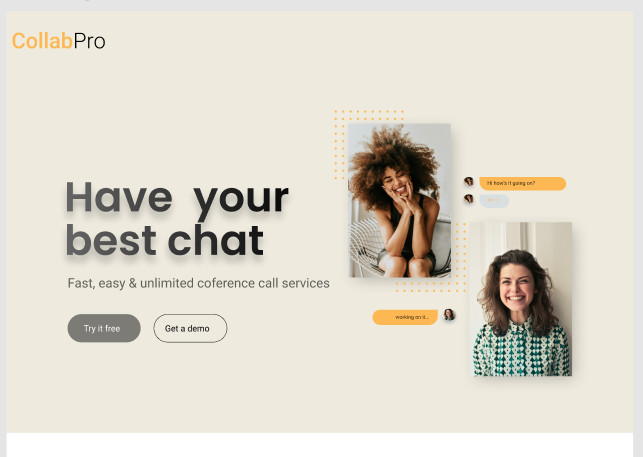 CollabPro
Have your
best chat
Fast, easy & unlimited coference call services
Try it free
Get a demo
Hi how's it going on?
working on it...